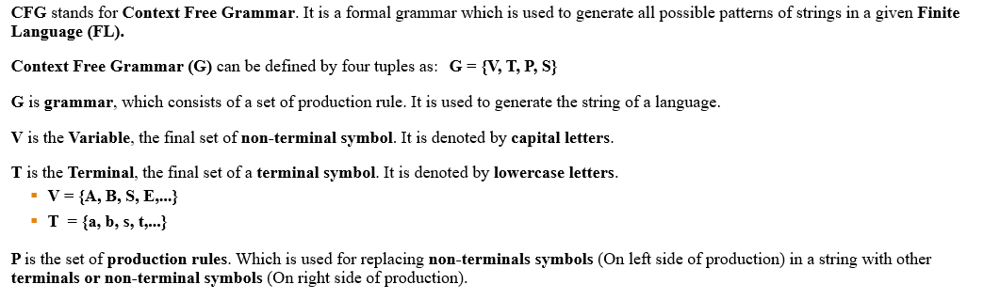 CFG stands for Context Free Grammar. It is a formal grammar which is used to generate all possible patterns of strings in a given Finite
Language (FL).
Context Free Grammar (G) can be defined by four tuples as: G = {V, T, P, S}
G is grammar, which consists of a set of production rule. It is used to generate the string of a language.
V is the Variable, the final set of non-terminal symbol. It is denoted by capital letters.
T is the Terminal, the final set of a terminal symbol. It is denoted by lowercase letters.
▪ V = {A, B, S, E,...}
▪ T = {a, b, s, t,...}
P is the set of production rules. Which is used for replacing non-terminals symbols (On left side of production) in a string with other
terminals or non-terminal symbols (On right side of production).